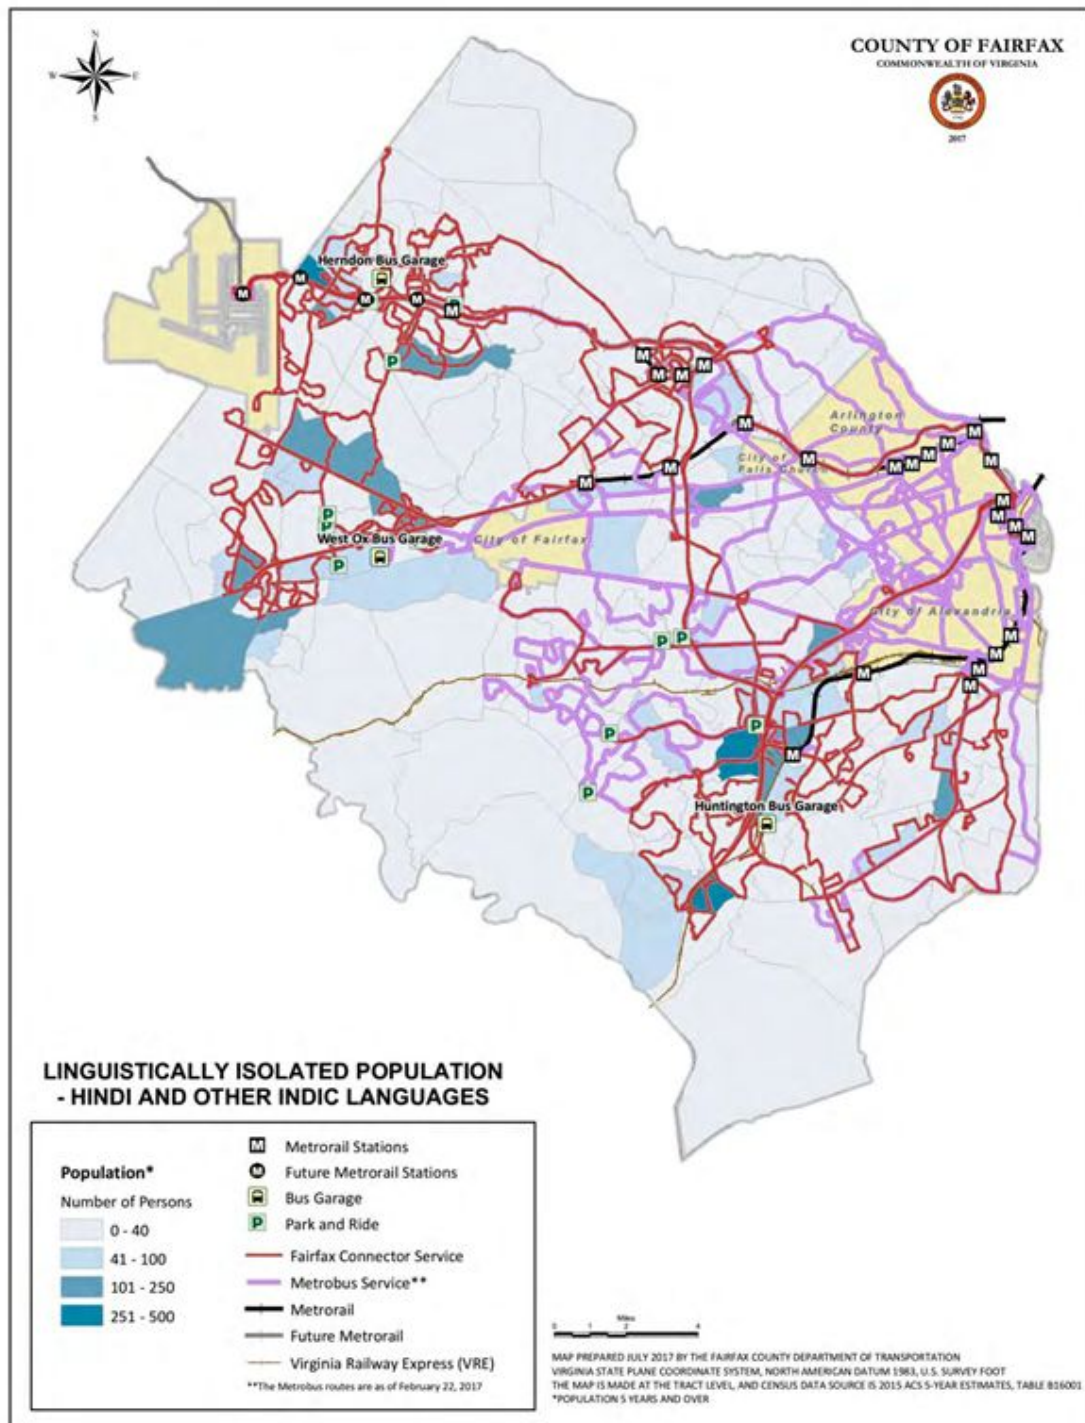 N
W
E
S
COUNTY OF FAIRFAX
COMMONWEALTH OF VIRGINIA
2017
Herndon Bus Garage
Arlington
County
City of
Falls Church
West Ox Bus Garage
City of Fairfax
City of Alexandria
Huntington Bus Garage
LINGUISTICALLY ISOLATED POPULATION
- HINDI AND OTHER INDIC LANGUAGES
Population*
Number of Persons
0 - 40
41 - 100
101 - 250
251 - 500
M Metrorail Stations
M Future Metrorail Stations
Bus Garage
P Park and Ride
Fairfax Connector Service
Metrobus Service**
Metrorail
Future Metrorail
Virginia Railway Express (VRE)
**The Metrobus routes are as of February 22, 2017
Miles
0 1 2 4
MAP PREPARED JULY 2017 BY THE FAIRFAX COUNTY DEPARTMENT OF TRANSPORTATION
VIRGINIA STATE PLANE COORDINATE SYSTEM, NORTH AMERICAN DATUM 1983, U.S. SURVEY FOOT
THE MAP IS MADE AT THE TRACT LEVEL, AND CENSUS DATA SOURCE IS 2015 ACS 5-YEAR ESTIMATES, TABLE B16001
*POPULATION 5 YEARS AND OVER